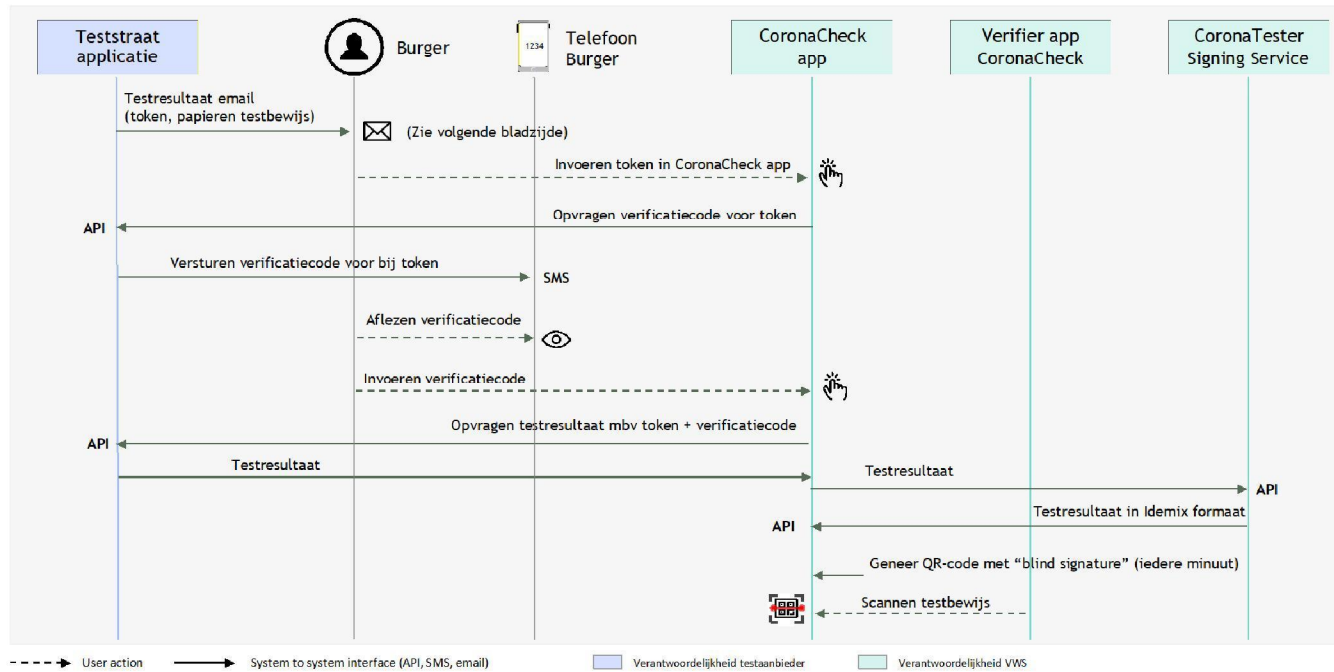 Teststraat
applicatie
Burger
1234
Telefoon
Burger
CoronaCheck
app
Verifier app
CoronaCheck
CoronaTester
Signing Service
Testresultaat email
(token, papieren testbewijs)
(Zie volgende bladzijde)
Invoeren token in CoronaCheck app
Opvragen verificatiecode voor token
API
Versturen verificatiecode voor bij token
SMS
Aflezen verificatiecode
Invoeren verificatiecode
Opvragen testresultaat mbv token + verificatiecode
API
Testresultaat
Testresultaat
API
Testresultaat in Idemix formaat
API
Geneer QR-code met “blind signature” (iedere minuut)
Scannen testbewijs
User action
System to system interface (API, SMS, email)
Verantwoordelijkheid testaanbieder
Verantwoordelijkheid VWS